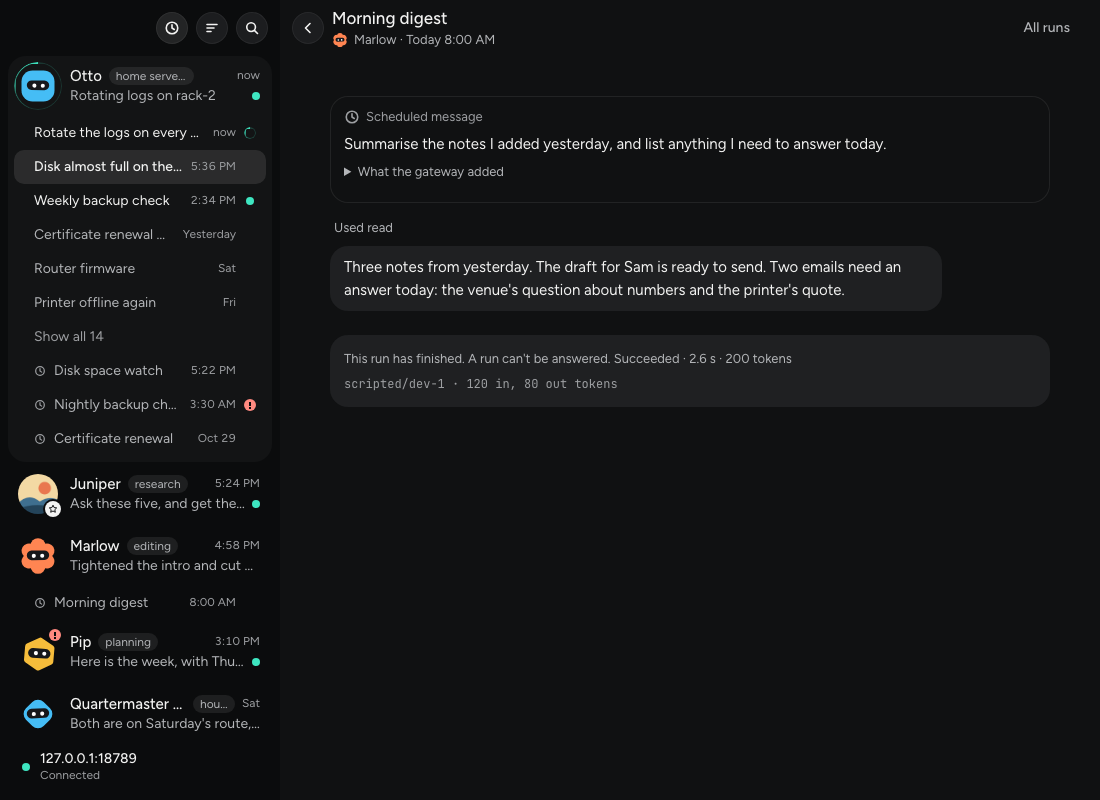 Otto home serve... now
Rotating logs on rack-2
Rotate the logs on every ... now
Disk almost full on the... 5:36 PM
Weekly backup check 2:34 PM
Certificate renewal ... Yesterday
Router firmware Sat
Printer offline again Fri
Show all 14
Disk space watch 5:22 PM
Nightly backup ch... 3:30 AM
Certificate renewal Oct 29
Juniper research 5:24 PM
Ask these five, and get the...
Marlow editing 4:58 PM
Tightened the intro and cut ...
Morning digest 8:00 AM
Pip planning 3:10 PM
Here is the week, with Thu...
Quartermaster ... hou... Sat
Both are on Saturday's route,...
127.0.0.1:18789
Connected
Morning digest
Marlow · Today 8:00 AM
All runs
Scheduled message
Summarise the notes I added yesterday, and list anything I need to answer today.
What the gateway added
Used read
Three notes from yesterday. The draft for Sam is ready to send. Two emails need an
answer today: the venue's question about numbers and the printer's quote.
This run has finished. A run can't be answered. Succeeded · 2.6 s · 200 tokens
scripted/dev-1 · 120 in, 80 out tokens